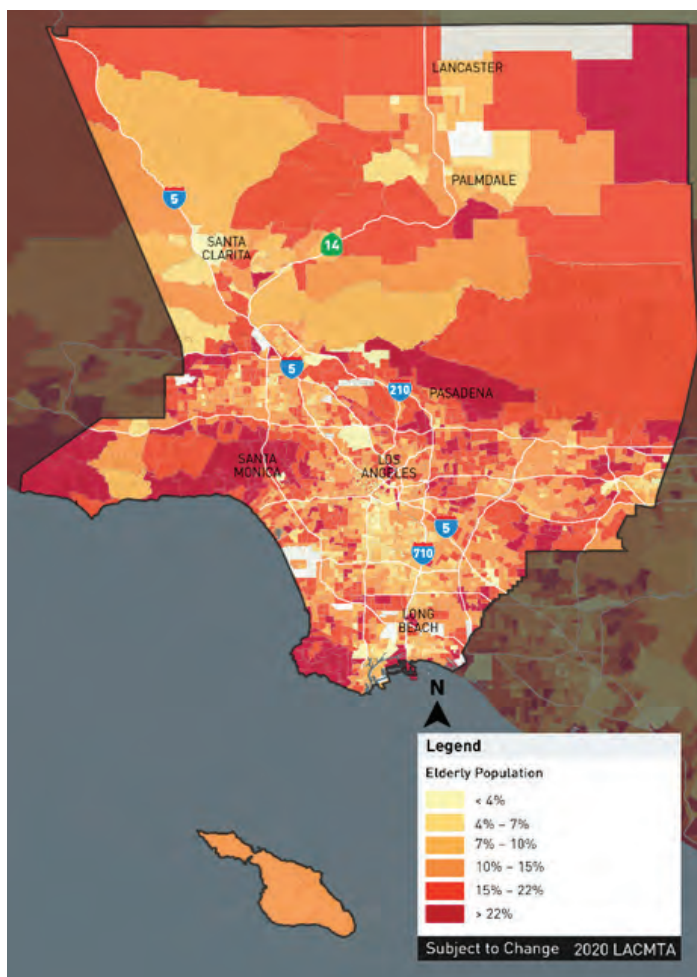 LANCASTER
PALMDALE
5
SANTA
CLARITA
14
5
210
PASADENA
SANTA
MONICA
LOS
ANGELES
5
710
LONG
BEACH
N
Legend
Elderly Population
< 4%
4% – 7%
7% – 10%
10% – 15%
15% – 22%
> 22%
Subject to Change 2020 LACMTA